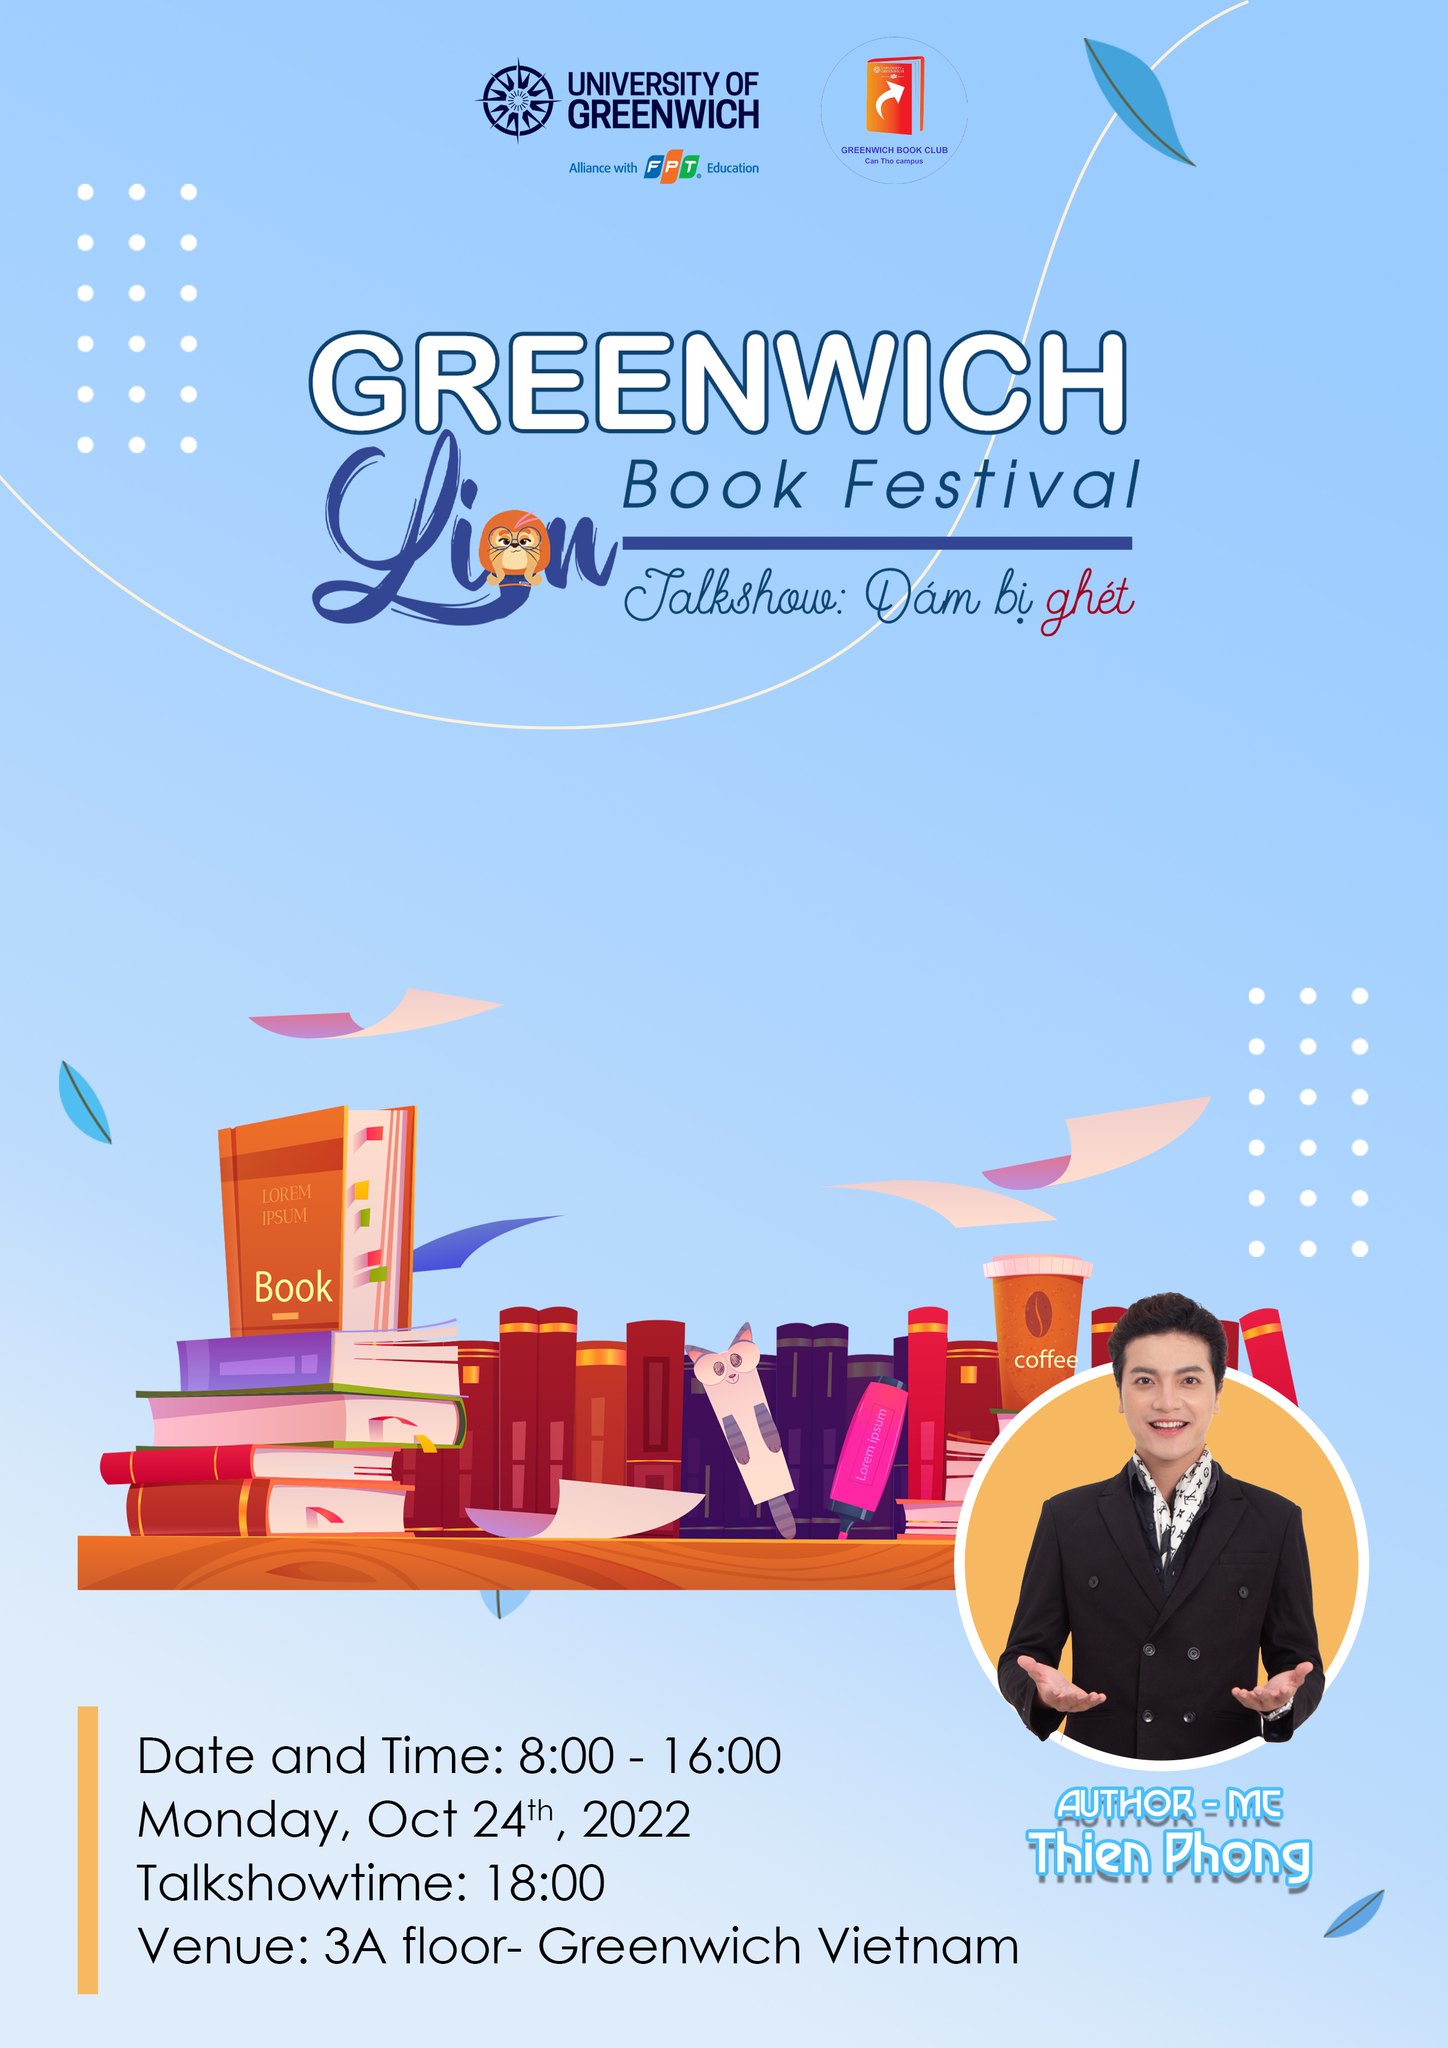 UNIVERSITY OF
GREENWICH
Alliance with FPT Education
GREENWICH BOOK CLUB
Can Tho campus
GREENWICH
Lion
Book Festival
Talkshow: Dám bị ghét
LOREM
IPSUM
Book
coffee
Lorem Ipsum
AUTHOR - MC
Thien Phong
Date and Time: 8:00 - 16:00
Monday, Oct 24th, 2022
Talkshowtime: 18:00
Venue: 3A floor- Greenwich Vietnam